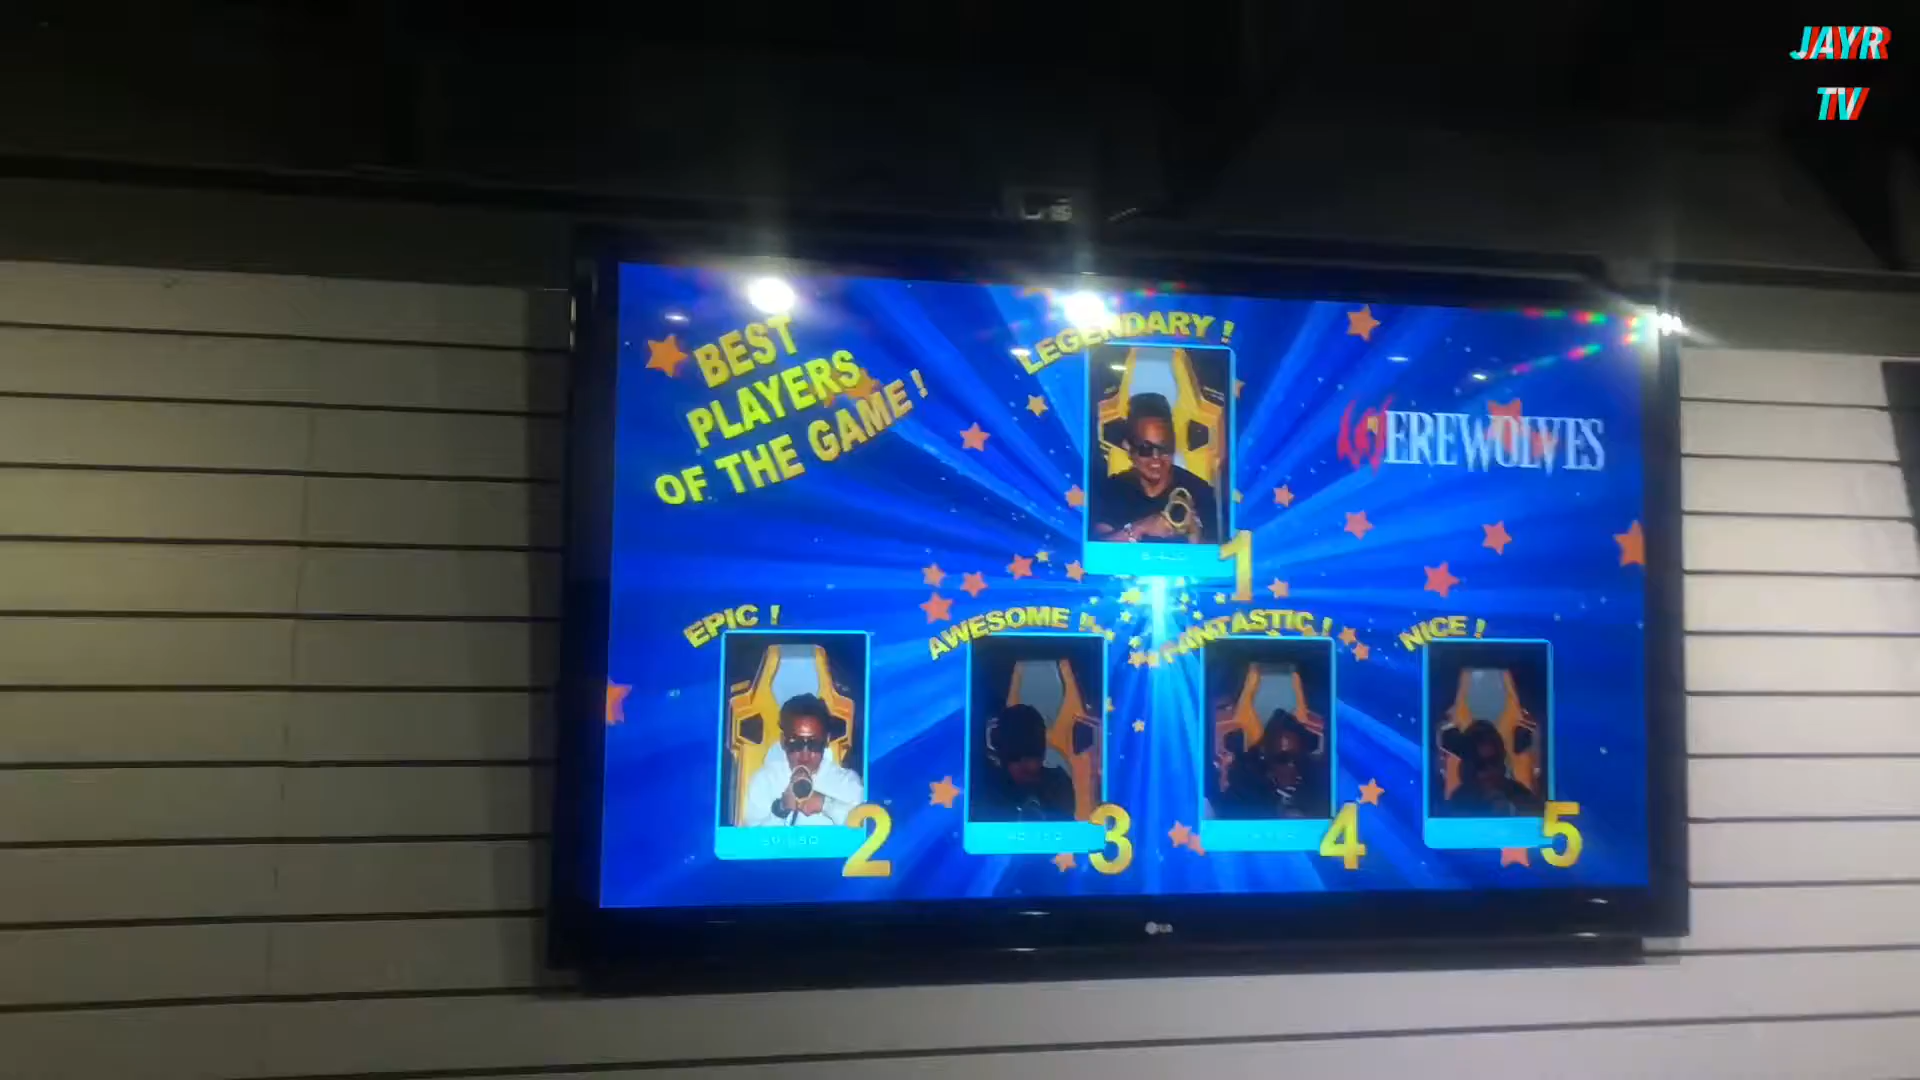 JAYR
TV
BEST
PLAYERS
OF THE GAME!
LEGENDARY !
WEREWOLVES
1
EPIC !
AWESOME !
FANTASTIC !
NICE !
2
3
4
5
LG